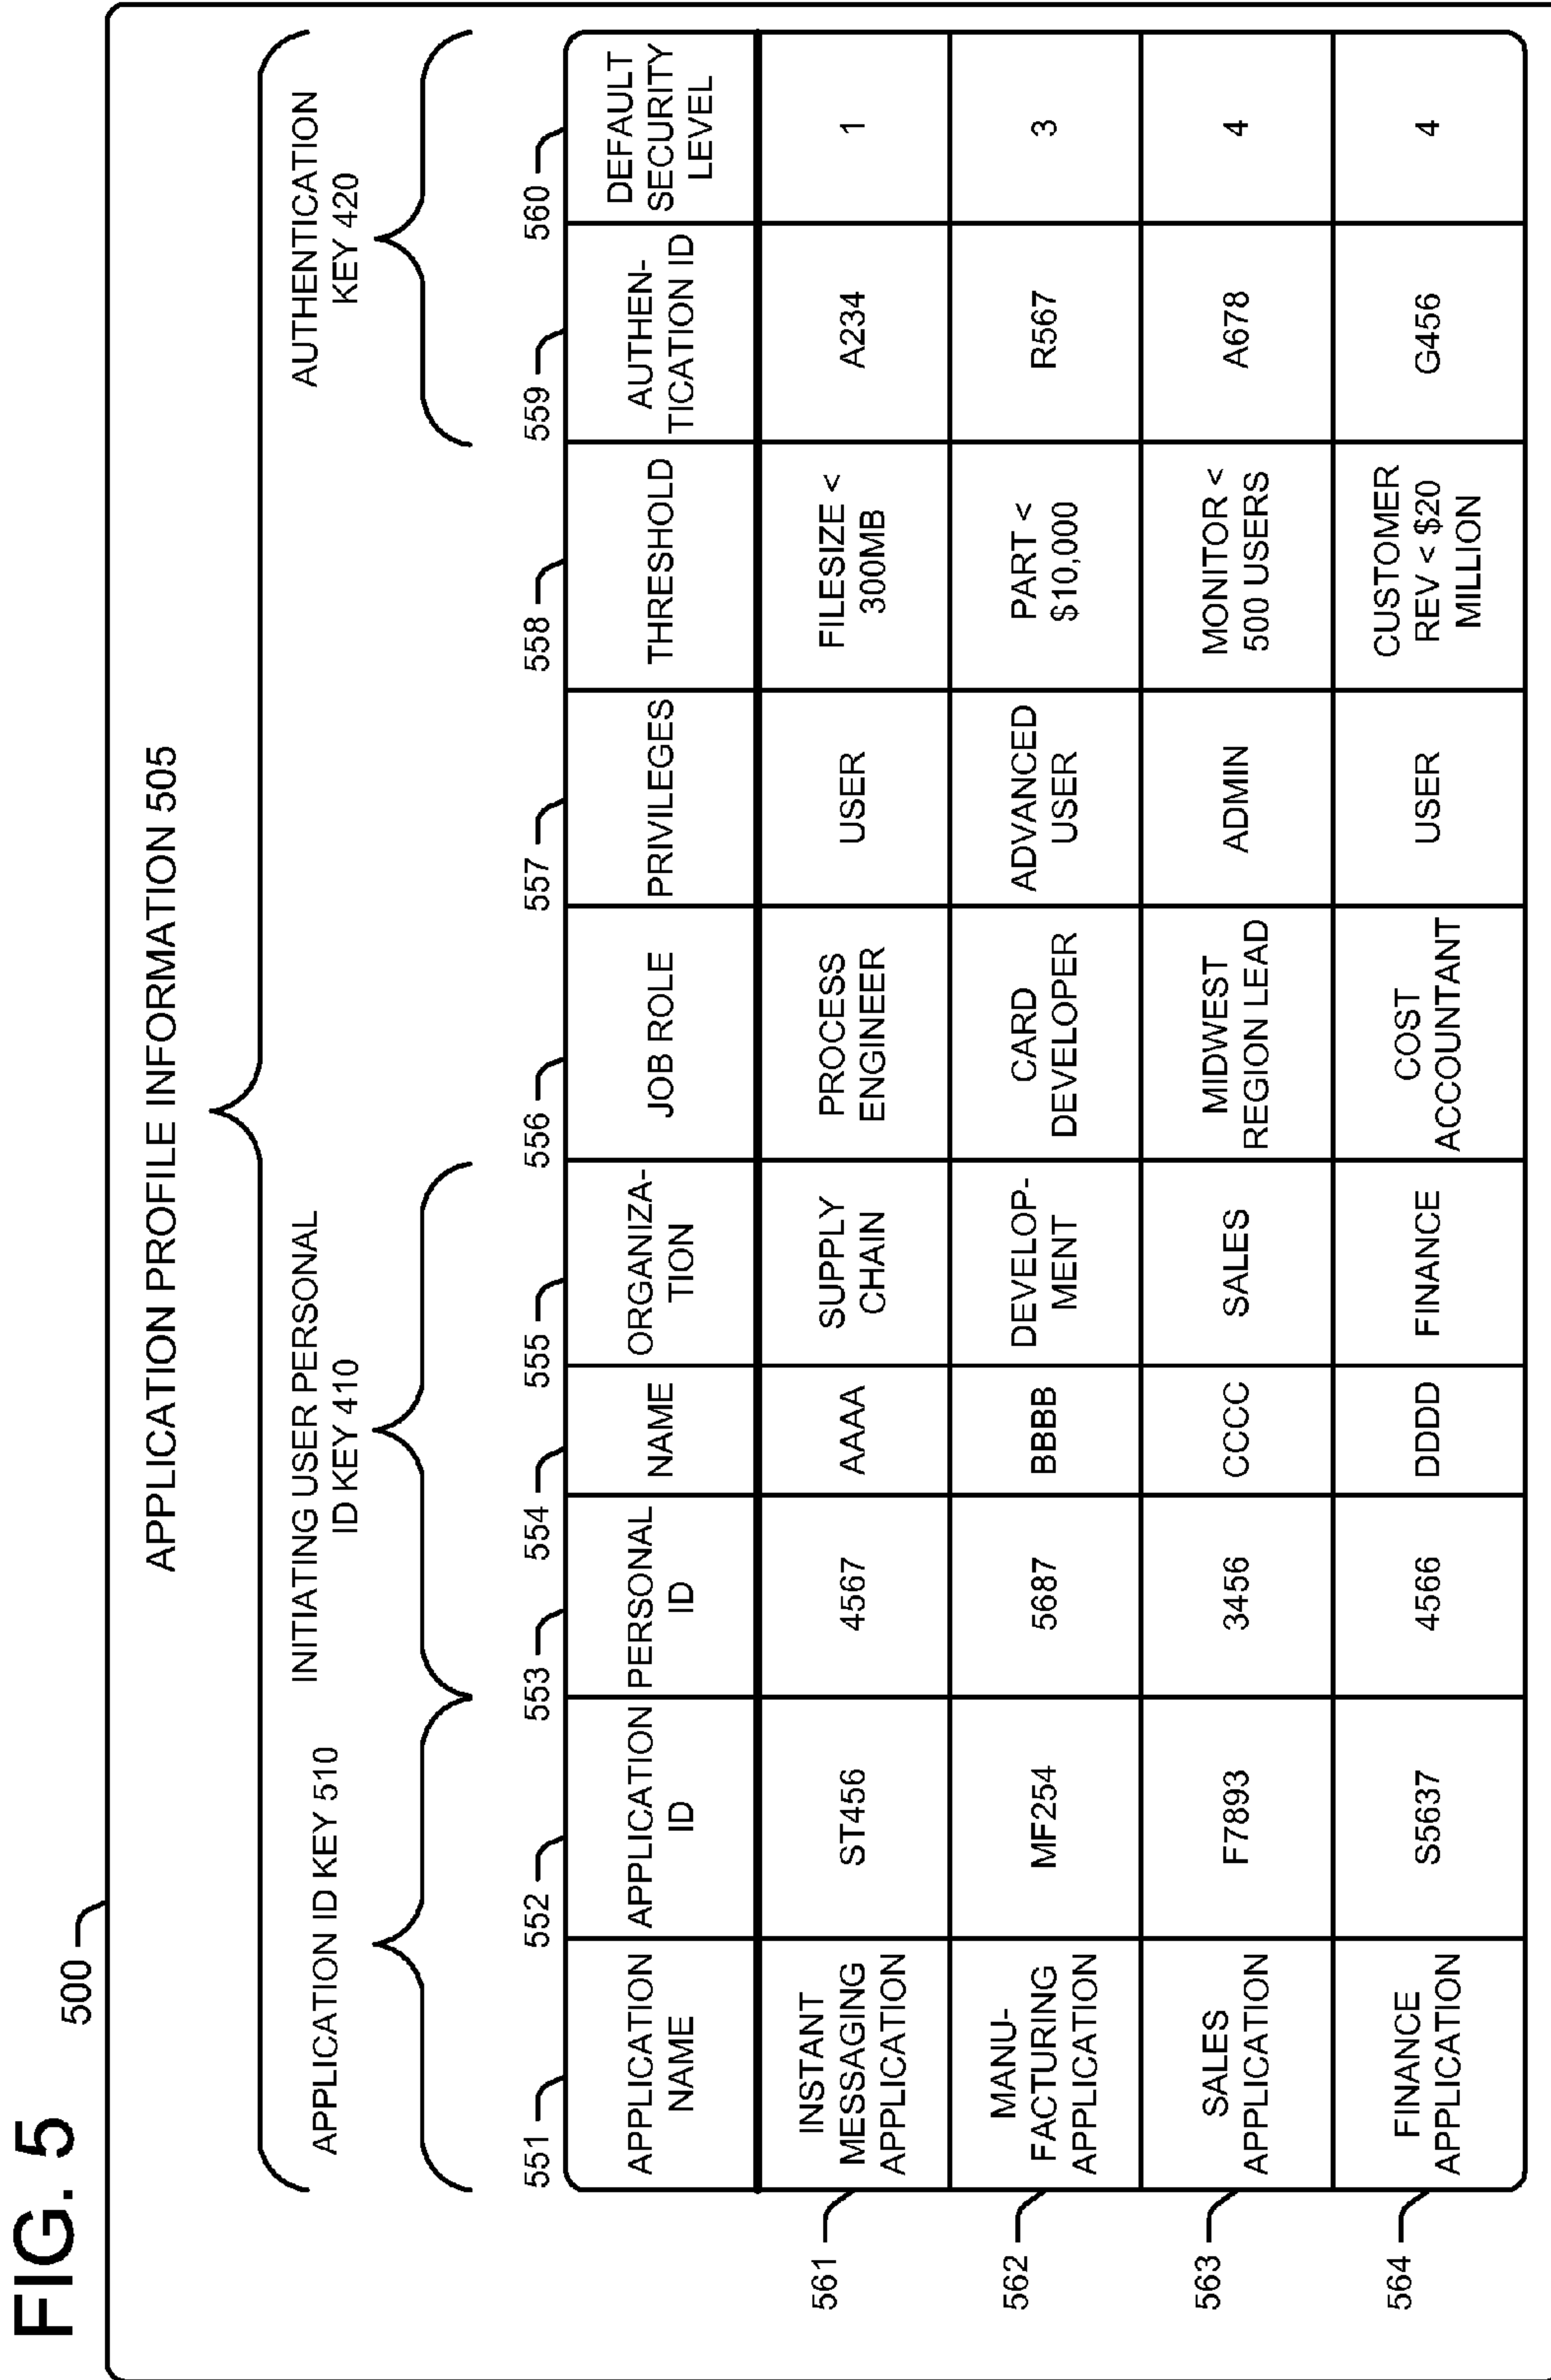 FIG. 5
500
APPLICATION PROFILE INFORMATION 505
APPLICATION ID KEY 510
INITIATING USER PERSONAL
ID KEY 410
AUTHENTICATION
KEY 420
551
552
553
554
555
556
557
558
559
560
APPLICATION
NAME
APPLICATION
ID
PERSONAL
ID
NAME
ORGANIZA-
TION
JOB ROLE
PRIVILEGES
THRESHOLD
AUTHEN-
TICATION ID
DEFAULT
SECURITY
LEVEL
561
INSTANT
MESSAGING
APPLICATION
ST456
4567
AAAA
SUPPLY
CHAIN
PROCESS
ENGINEER
USER
FILESIZE <
300MB
A234
1
562
MANU-
FACTURING
APPLICATION
MF254
5687
BBBB
DEVELOP-
MENT
CARD
DEVELOPER
ADVANCED
USER
PART <
$10,000
R567
3
563
SALES
APPLICATION
F7893
3456
CCCC
SALES
MIDWEST
REGION LEAD
ADMIN
MONITOR <
500 USERS
A678
4
564
FINANCE
APPLICATION
S5637
4566
DDDD
FINANCE
COST
ACCOUNTANT
USER
CUSTOMER
REV < $20
MILLION
G456
4